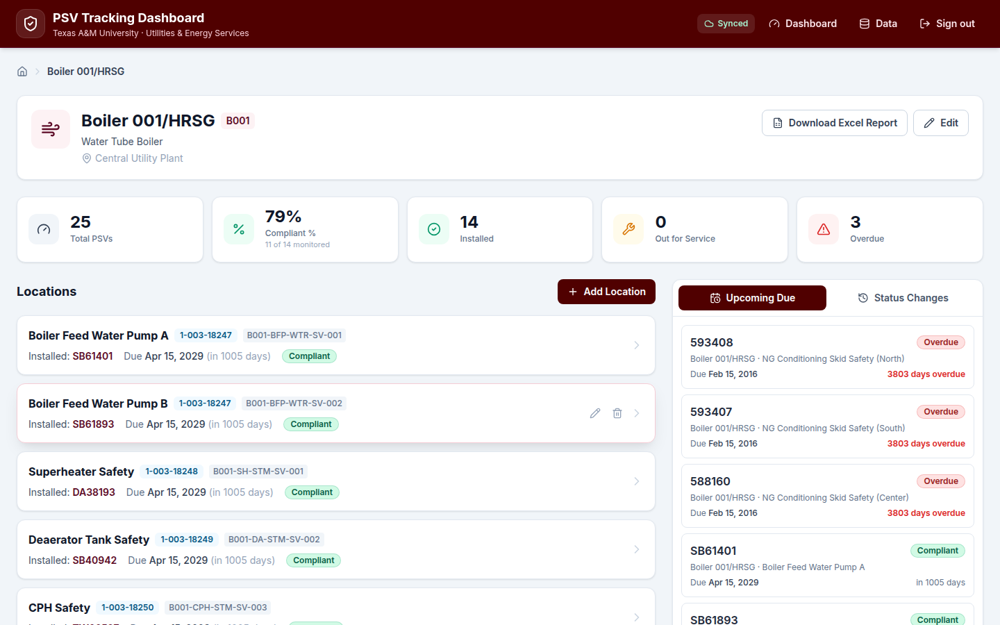 PSV Tracking Dashboard
Texas A&M University · Utilities & Energy Services
Synced
Dashboard
Data
Sign out
Boiler 001/HRSG
Boiler 001/HRSG B001
Water Tube Boiler
Central Utility Plant
Download Excel Report
Edit
25
Total PSVs
79%
Compliant %
11 of 14 monitored
14
Installed
0
Out for Service
3
Overdue
Locations
Add Location
Boiler Feed Water Pump A 1-003-18247 B001-BFP-WTR-SV-001
Installed: SB61401 Due Apr 15, 2029 (in 1005 days) Compliant
Boiler Feed Water Pump B 1-003-18247 B001-BFP-WTR-SV-002
Installed: SB61893 Due Apr 15, 2029 (in 1005 days) Compliant
Superheater Safety 1-003-18248 B001-SH-STM-SV-001
Installed: DA38193 Due Apr 15, 2029 (in 1005 days) Compliant
Deaerator Tank Safety 1-003-18249 B001-DA-STM-SV-002
Installed: SB40942 Due Apr 15, 2029 (in 1005 days) Compliant
CPH Safety 1-003-18250 B001-CPH-STM-SV-003
Upcoming Due
Status Changes
593408 Overdue
Boiler 001/HRSG · NG Conditioning Skid Safety (North)
Due Feb 15, 2016 3803 days overdue
593407 Overdue
Boiler 001/HRSG · NG Conditioning Skid Safety (South)
Due Feb 15, 2016 3803 days overdue
588160 Overdue
Boiler 001/HRSG · NG Conditioning Skid Safety (Center)
Due Feb 15, 2016 3803 days overdue
SB61401 Compliant
Boiler 001/HRSG · Boiler Feed Water Pump A
Due Apr 15, 2029 in 1005 days
SB61893 Compliant